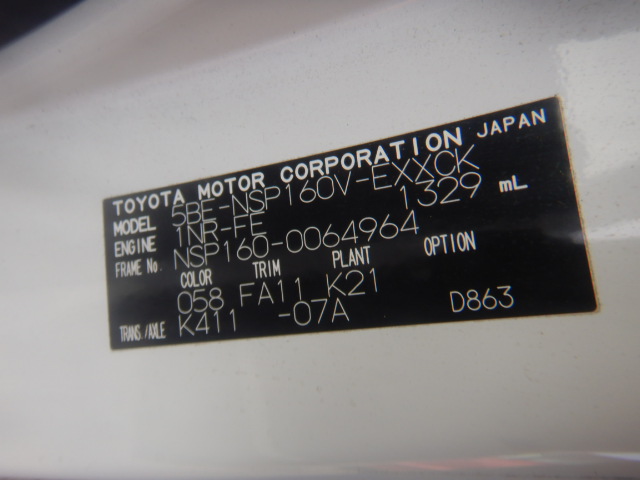 TOYOTA MOTOR CORPORATION JAPAN
MODEL 5BE-NSP160V-EXXCK
ENGINE 1NR-FE 1329 mL
FRAME No. NSP160-0064964
COLOR TRIM PLANT OPTION
058 FA11 K21
TRANS./AXLE K411 -07A D863